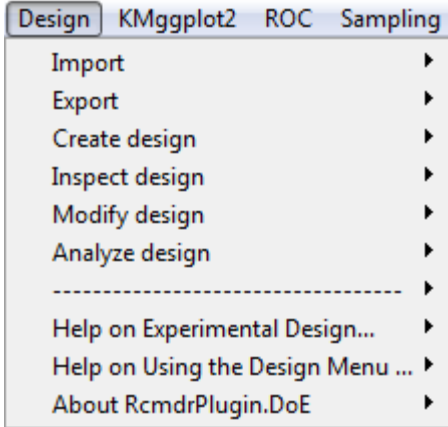 Design KMggplot2 ROC Sampling
Import
Export
Create design
Inspect design
Modify design
Analyze design
-----------------------------------
Help on Experimental Design...
Help on Using the Design Menu ...
About RcmdrPlugin.DoE